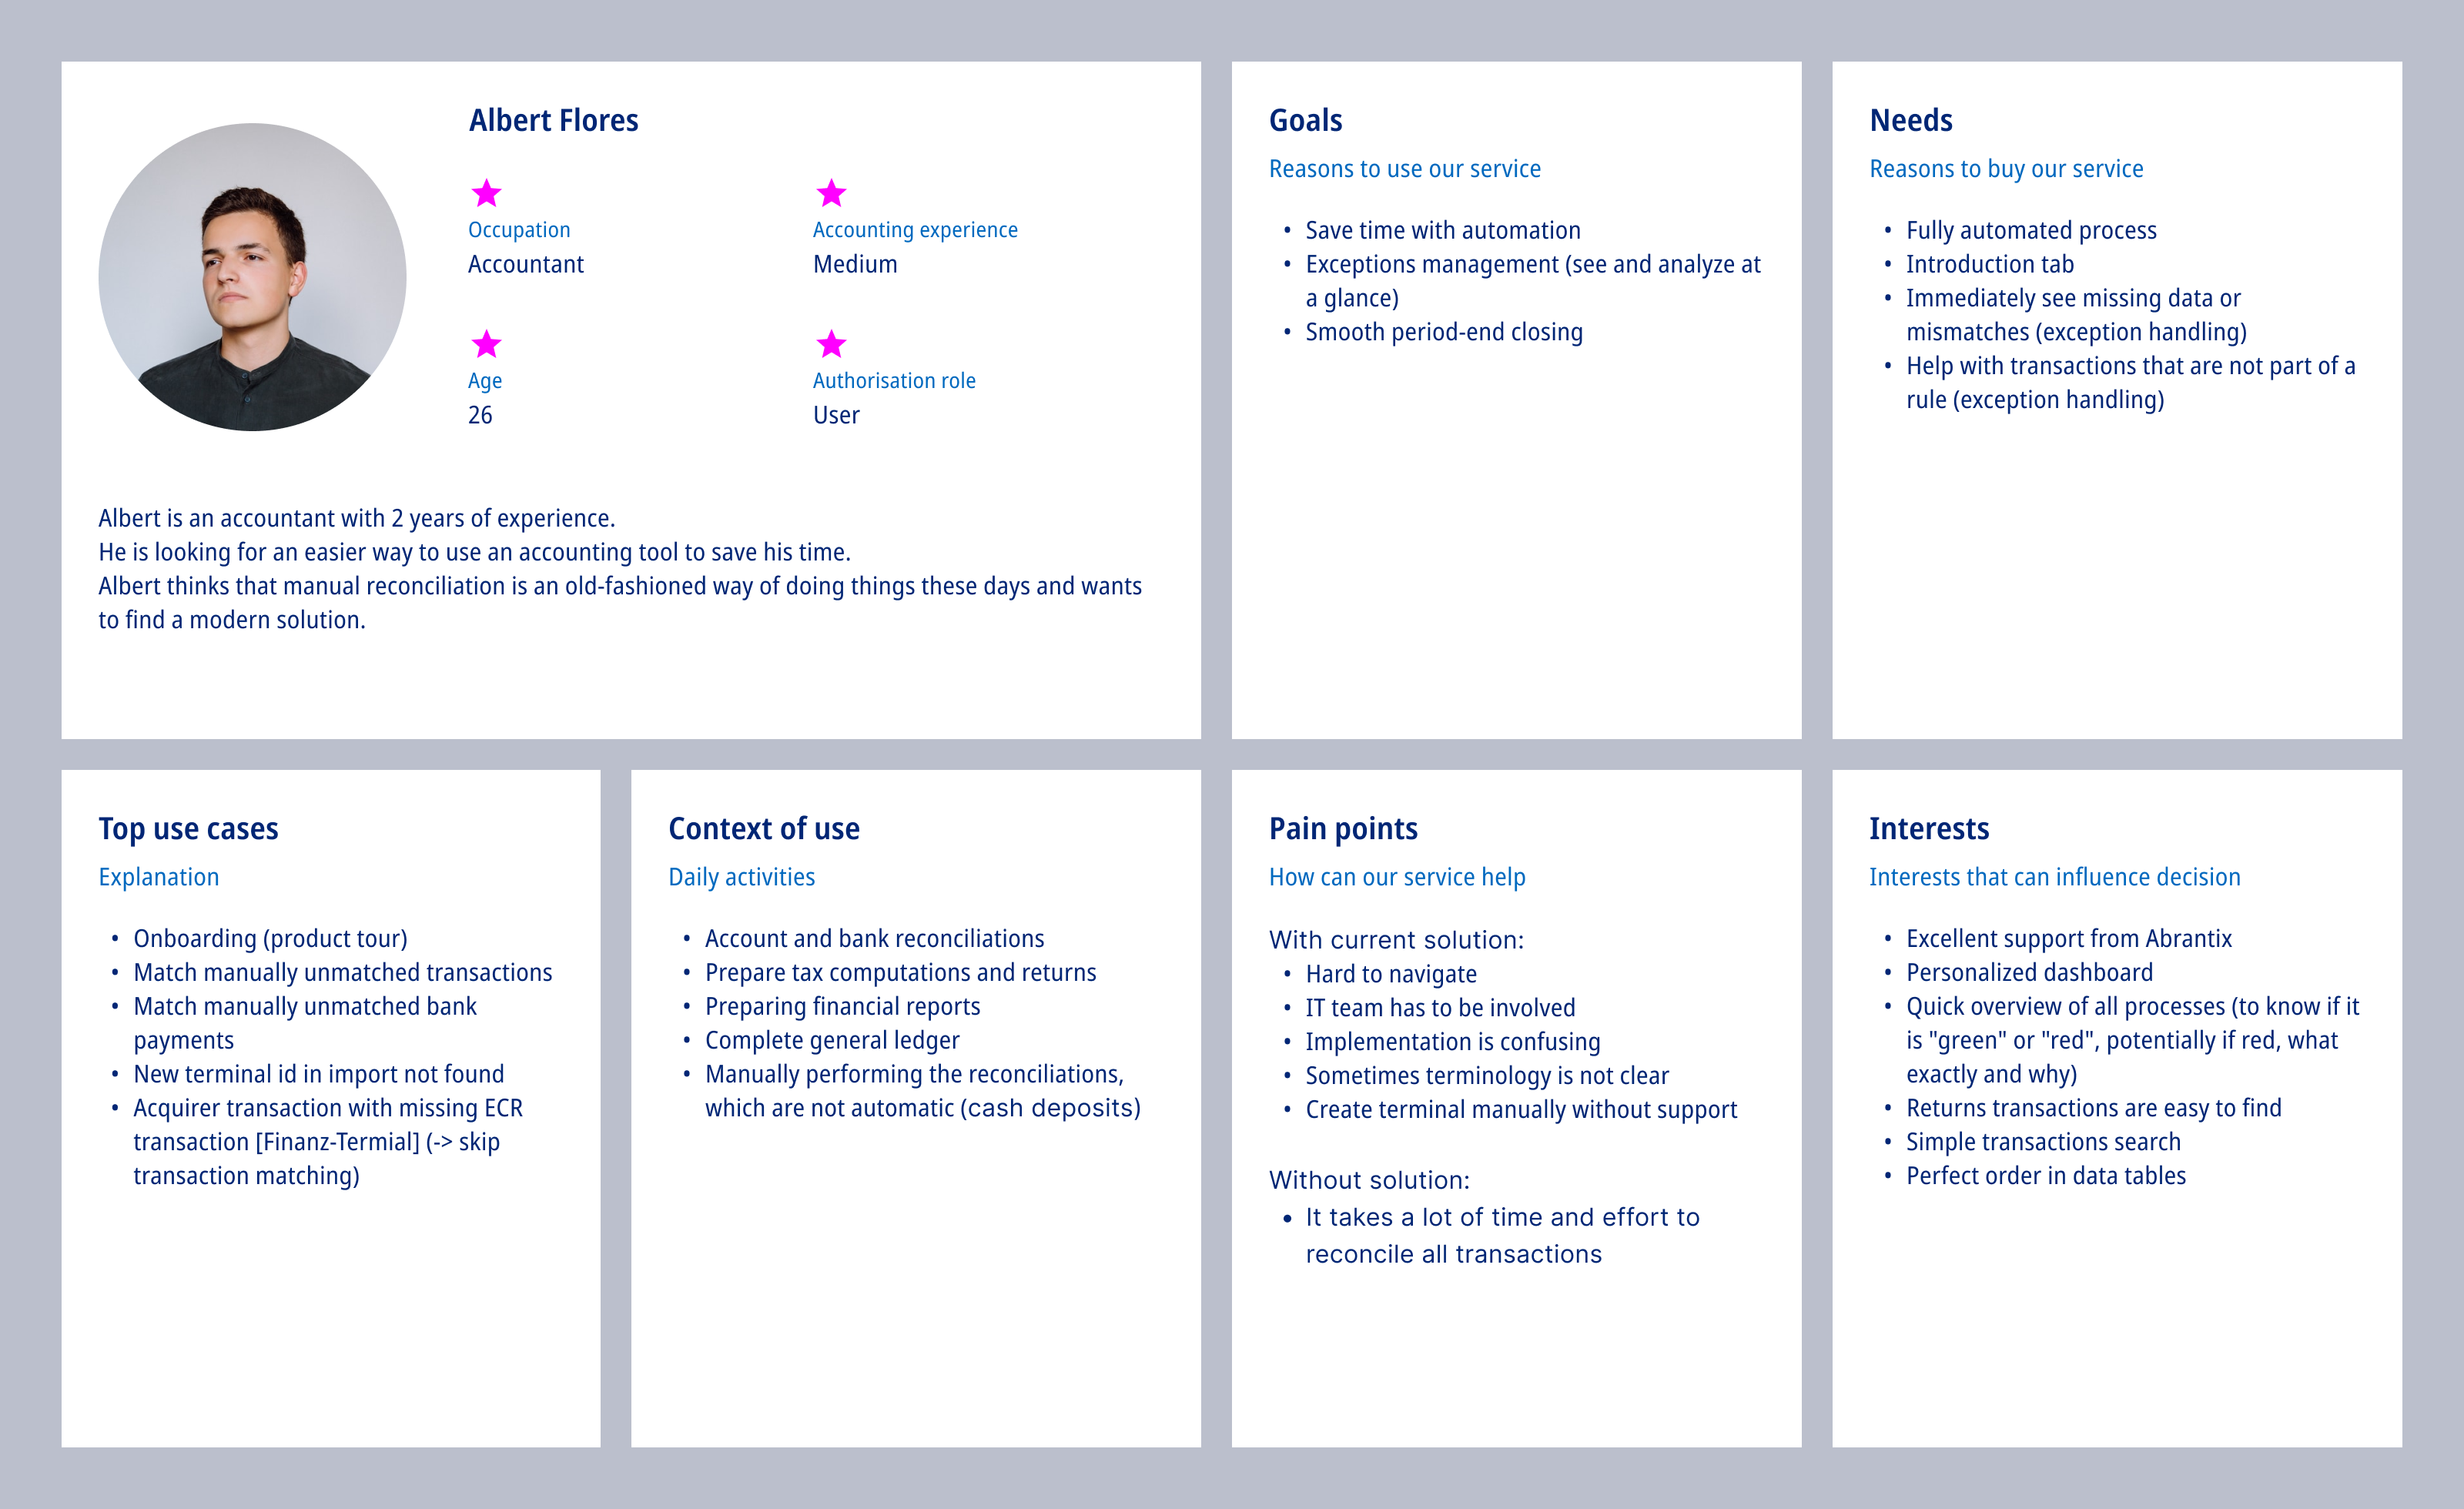 Albert Flores
Occupation
Accountant
Accounting experience
Medium
Age
26
Authorisation role
User
Albert is an accountant with 2 years of experience.
He is looking for an easier way to use an accounting tool to save his time.
Albert thinks that manual reconciliation is an old-fashioned way of doing things these days and wants
to find a modern solution.
Goals
Reasons to use our service
• Save time with automation
• Exceptions management (see and analyze at
a glance)
• Smooth period-end closing
Needs
Reasons to buy our service
• Fully automated process
• Introduction tab
• Immediately see missing data or
mismatches (exception handling)
• Help with transactions that are not part of a
rule (exception handling)
Top use cases
Explanation
• Onboarding (product tour)
• Match manually unmatched transactions
• Match manually unmatched bank
payments
• New terminal id in import not found
• Acquirer transaction with missing ECR
transaction [Finanz-Termial] (-> skip
transaction matching)
Context of use
Daily activities
• Account and bank reconciliations
• Prepare tax computations and returns
• Preparing financial reports
• Complete general ledger
• Manually performing the reconciliations,
which are not automatic (cash deposits)
Pain points
How can our service help
With current solution:
• Hard to navigate
• IT team has to be involved
• Implementation is confusing
• Sometimes terminology is not clear
• Create terminal manually without support
Without solution:
• It takes a lot of time and effort to
reconcile all transactions
Interests
Interests that can influence decision
• Excellent support from Abrantix
• Personalized dashboard
• Quick overview of all processes (to know if it
is "green" or "red", potentially if red, what
exactly and why)
• Returns transactions are easy to find
• Simple transactions search
• Perfect order in data tables